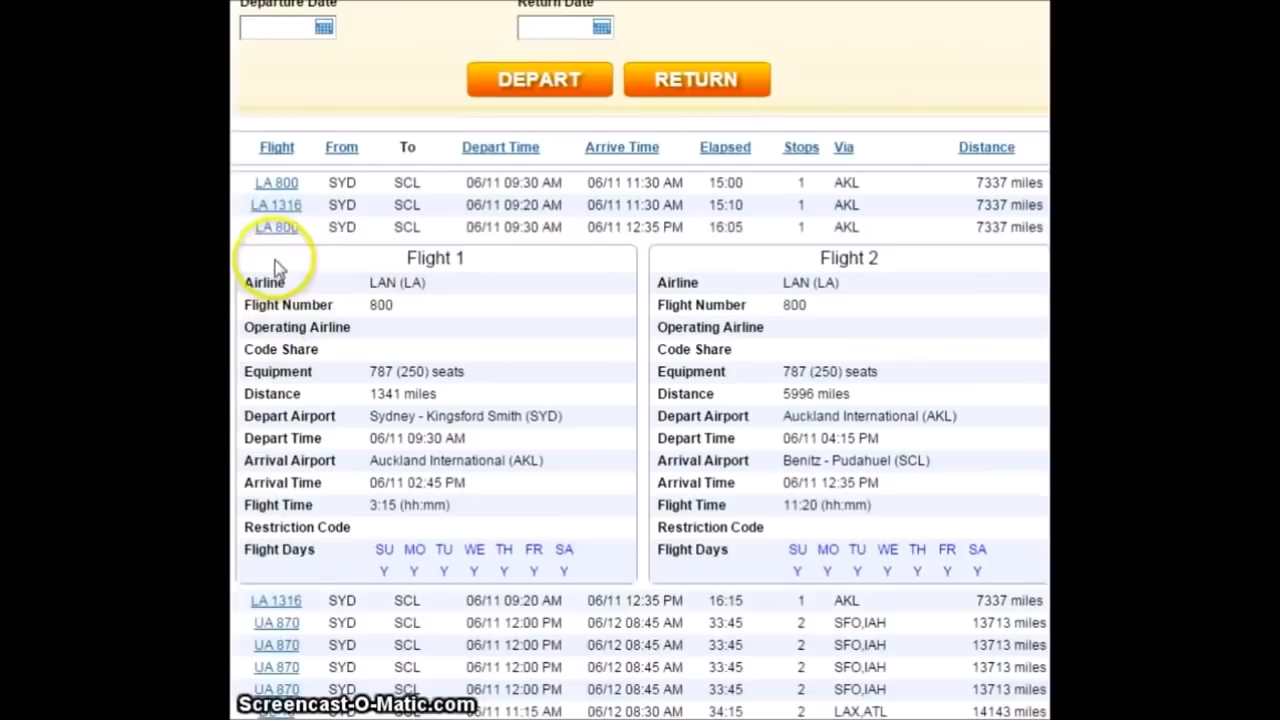 Departure Date Return Date
DEPART RETURN
Flight From To Depart Time Arrive Time Elapsed Stops Via Distance
LA 800 SYD SCL 06/11 09:30 AM 06/11 11:30 AM 15:00 1 AKL 7337 miles
LA 1316 SYD SCL 06/11 09:20 AM 06/11 11:30 AM 15:10 1 AKL 7337 miles
LA 800 SYD SCL 06/11 09:30 AM 06/11 12:35 PM 16:05 1 AKL 7337 miles
Flight 1 Flight 2
Airline LAN (LA) Airline LAN (LA)
Flight Number 800 Flight Number 800
Operating Airline Operating Airline
Code Share Code Share
Equipment 787 (250) seats Equipment 787 (250) seats
Distance 1341 miles Distance 5996 miles
Depart Airport Sydney - Kingsford Smith (SYD) Depart Airport Auckland International (AKL)
Depart Time 06/11 09:30 AM Depart Time 06/11 04:15 PM
Arrival Airport Auckland International (AKL) Arrival Airport Benitz - Pudahuel (SCL)
Arrival Time 06/11 02:45 PM Arrival Time 06/11 12:35 PM
Flight Time 3:15 (hh:mm) Flight Time 11:20 (hh:mm)
Restriction Code Restriction Code
Flight Days SU MO TU WE TH FR SA Flight Days SU MO TU WE TH FR SA
Y Y Y Y Y Y Y Y Y Y Y Y Y Y
LA 1316 SYD SCL 06/11 09:20 AM 06/11 12:35 PM 16:15 1 AKL 7337 miles
UA 870 SYD SCL 06/11 12:00 PM 06/12 08:45 AM 33:45 2 SFO,IAH 13713 miles
UA 870 SYD SCL 06/11 12:00 PM 06/12 08:45 AM 33:45 2 SFO,IAH 13713 miles
UA 870 SYD SCL 06/11 12:00 PM 06/12 08:45 AM 33:45 2 SFO,IAH 13713 miles
UA 870 SYD SCL 06/11 12:00 PM 06/12 08:45 AM 33:45 2 SFO,IAH 13713 miles
Screencast-O-Matic.com
06/11 11:15 AM 06/12 08:30 AM 34:15 2 LAX,ATL 14143 miles